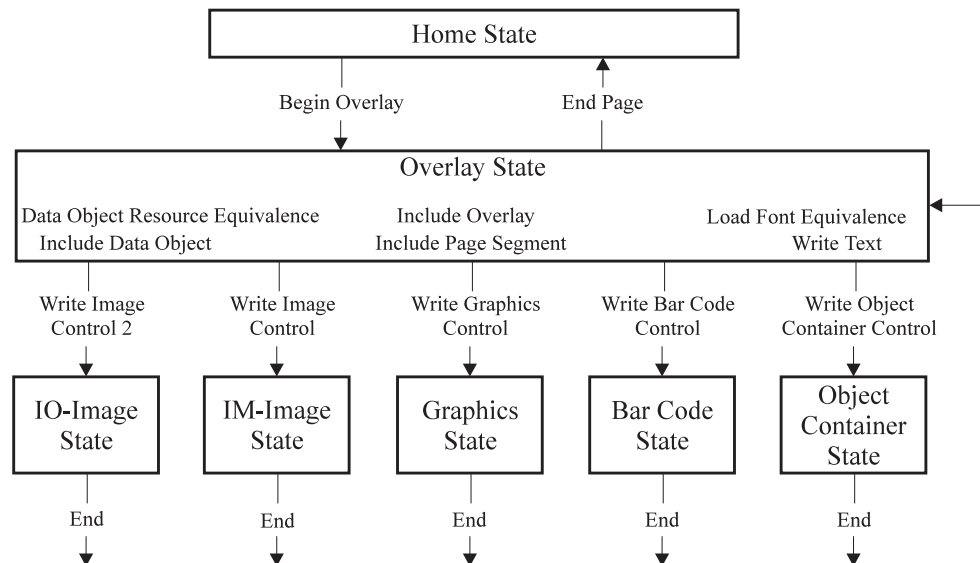 Home State
Begin Overlay
End Page
Overlay State
Data Object Resource Equivalence
Include Data Object
Include Overlay
Include Page Segment
Load Font Equivalence
Write Text
Write Image
Control 2
Write Image
Control
Write Graphics
Control
Write Bar Code
Control
Write Object
Container Control
IO-Image
State
IM-Image
State
Graphics
State
Bar Code
State
Object
Container
State
End
End
End
End
End